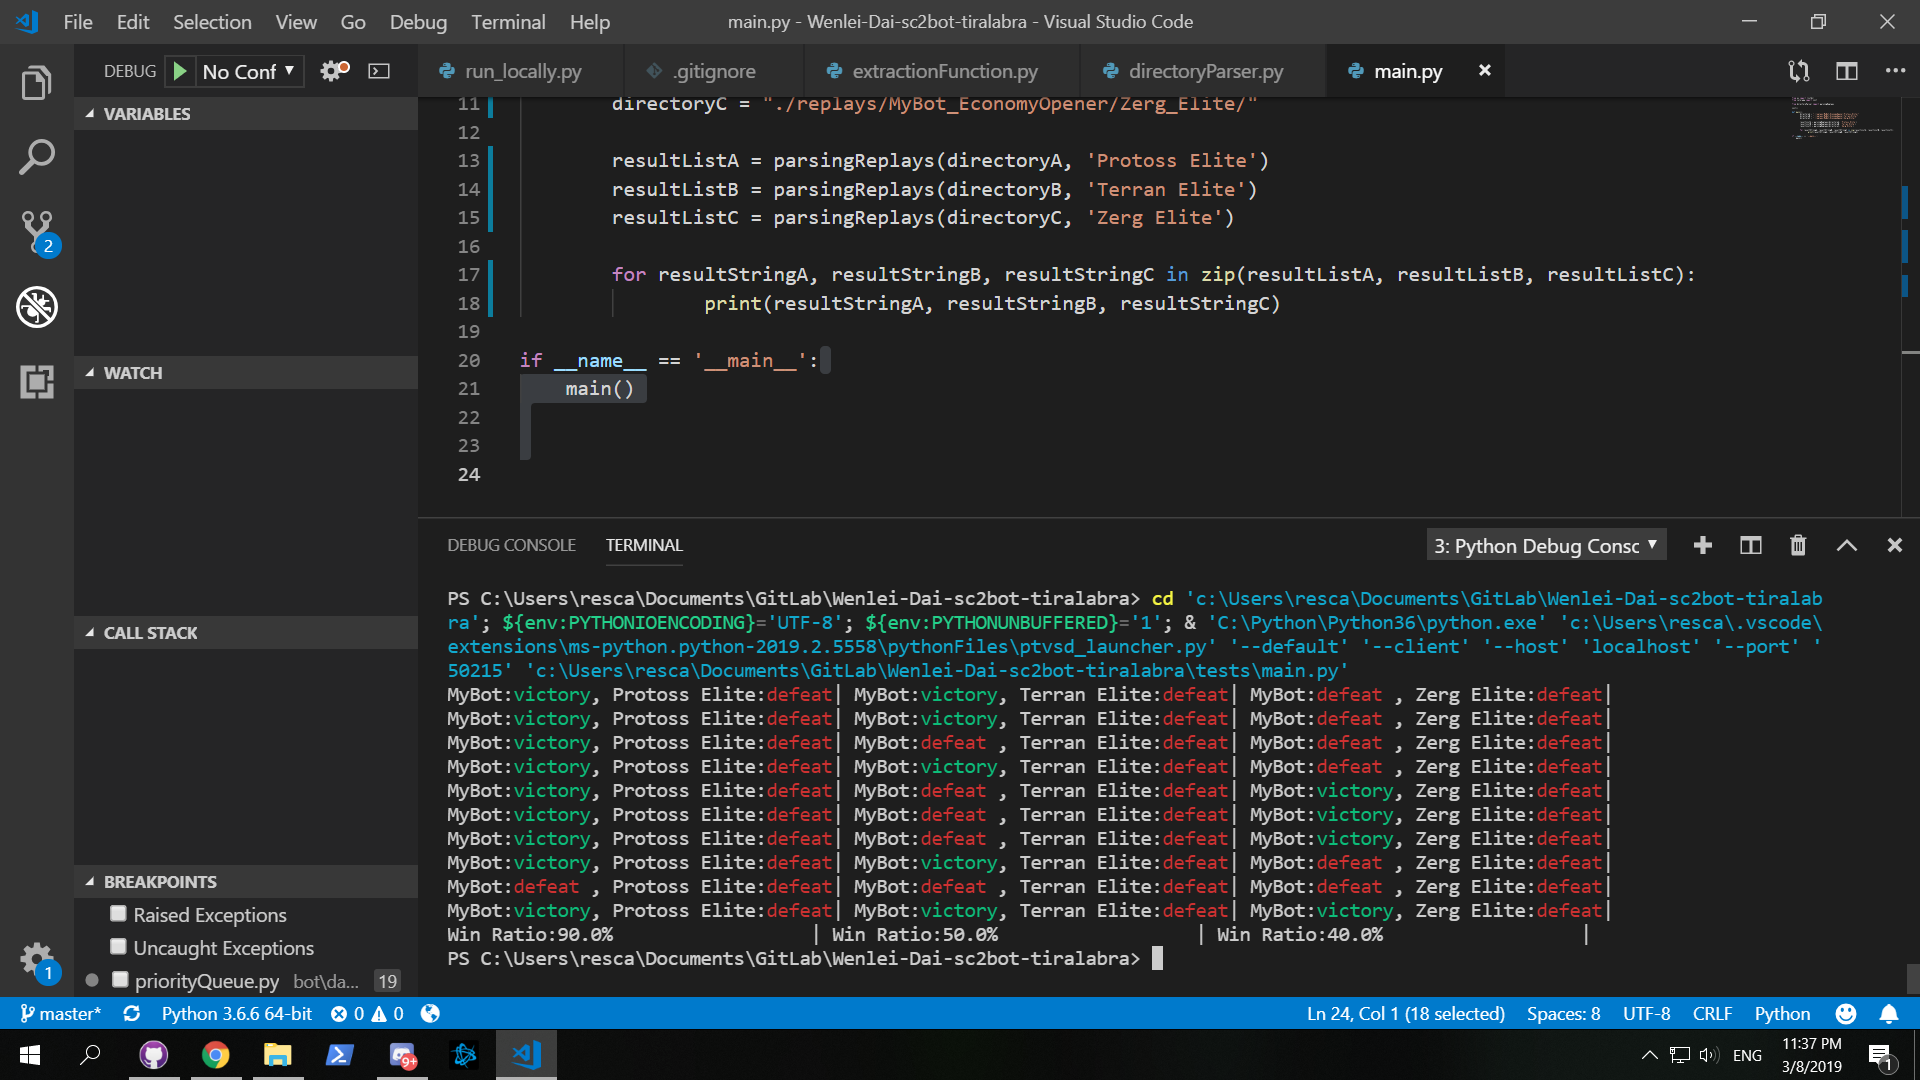 File Edit Selection View Go Debug Terminal Help
main.py - Wenlei-Dai-sc2bot-tiralabra - Visual Studio Code
DEBUG No Conf
run_locally.py .gitignore extractionFunction.py directoryParser.py main.py
VARIABLES
WATCH
CALL STACK
BREAKPOINTS
Raised Exceptions
Uncaught Exceptions
priorityQueue.py bot\da... 19
2
1
11 directoryC = "./replays/MyBot_EconomyOpener/Zerg_Elite/"
12
13 resultListA = parsingReplays(directoryA, 'Protoss Elite')
14 resultListB = parsingReplays(directoryB, 'Terran Elite')
15 resultListC = parsingReplays(directoryC, 'Zerg Elite')
16
17 for resultStringA, resultStringB, resultStringC in zip(resultListA, resultListB, resultListC):
18 print(resultStringA, resultStringB, resultStringC)
19
20 if __name__ == '__main__':
21 main()
22
23
24
DEBUG CONSOLE TERMINAL
3: Python Debug Consc
PS C:\Users\resca\Documents\GitLab\Wenlei-Dai-sc2bot-tiralabra> cd 'c:\Users\resca\Documents\GitLab\Wenlei-Dai-sc2bot-tiralab
ra'; ${env:PYTHONIOENCODING}='UTF-8'; ${env:PYTHONUNBUFFERED}='1'; & 'C:\Python\Python36\python.exe' 'c:\Users\resca\.vscode\
extensions\ms-python.python-2019.2.5558\pythonFiles\ptvsd_launcher.py' '--default' '--client' '--host' 'localhost' '--port' '
50215' 'c:\Users\resca\Documents\GitLab\Wenlei-Dai-sc2bot-tiralabra\tests\main.py'
MyBot:victory, Protoss Elite:defeat| MyBot:victory, Terran Elite:defeat| MyBot:defeat , Zerg Elite:defeat|
MyBot:victory, Protoss Elite:defeat| MyBot:victory, Terran Elite:defeat| MyBot:defeat , Zerg Elite:defeat|
MyBot:victory, Protoss Elite:defeat| MyBot:defeat , Terran Elite:defeat| MyBot:defeat , Zerg Elite:defeat|
MyBot:victory, Protoss Elite:defeat| MyBot:victory, Terran Elite:defeat| MyBot:defeat , Zerg Elite:defeat|
MyBot:victory, Protoss Elite:defeat| MyBot:defeat , Terran Elite:defeat| MyBot:victory, Zerg Elite:defeat|
MyBot:victory, Protoss Elite:defeat| MyBot:defeat , Terran Elite:defeat| MyBot:victory, Zerg Elite:defeat|
MyBot:victory, Protoss Elite:defeat| MyBot:defeat , Terran Elite:defeat| MyBot:victory, Zerg Elite:defeat|
MyBot:victory, Protoss Elite:defeat| MyBot:victory, Terran Elite:defeat| MyBot:defeat , Zerg Elite:defeat|
MyBot:defeat , Protoss Elite:defeat| MyBot:defeat , Terran Elite:defeat| MyBot:defeat , Zerg Elite:defeat|
MyBot:victory, Protoss Elite:defeat| MyBot:victory, Terran Elite:defeat| MyBot:victory, Zerg Elite:defeat|
Win Ratio:90.0% | Win Ratio:50.0% | Win Ratio:40.0% |
PS C:\Users\resca\Documents\GitLab\Wenlei-Dai-sc2bot-tiralabra>
master* Python 3.6.6 64-bit 0 0 Ln 24, Col 1 (18 selected) Spaces: 8 UTF-8 CRLF Python
9+ ENG 11:37 PM
3/8/2019 1